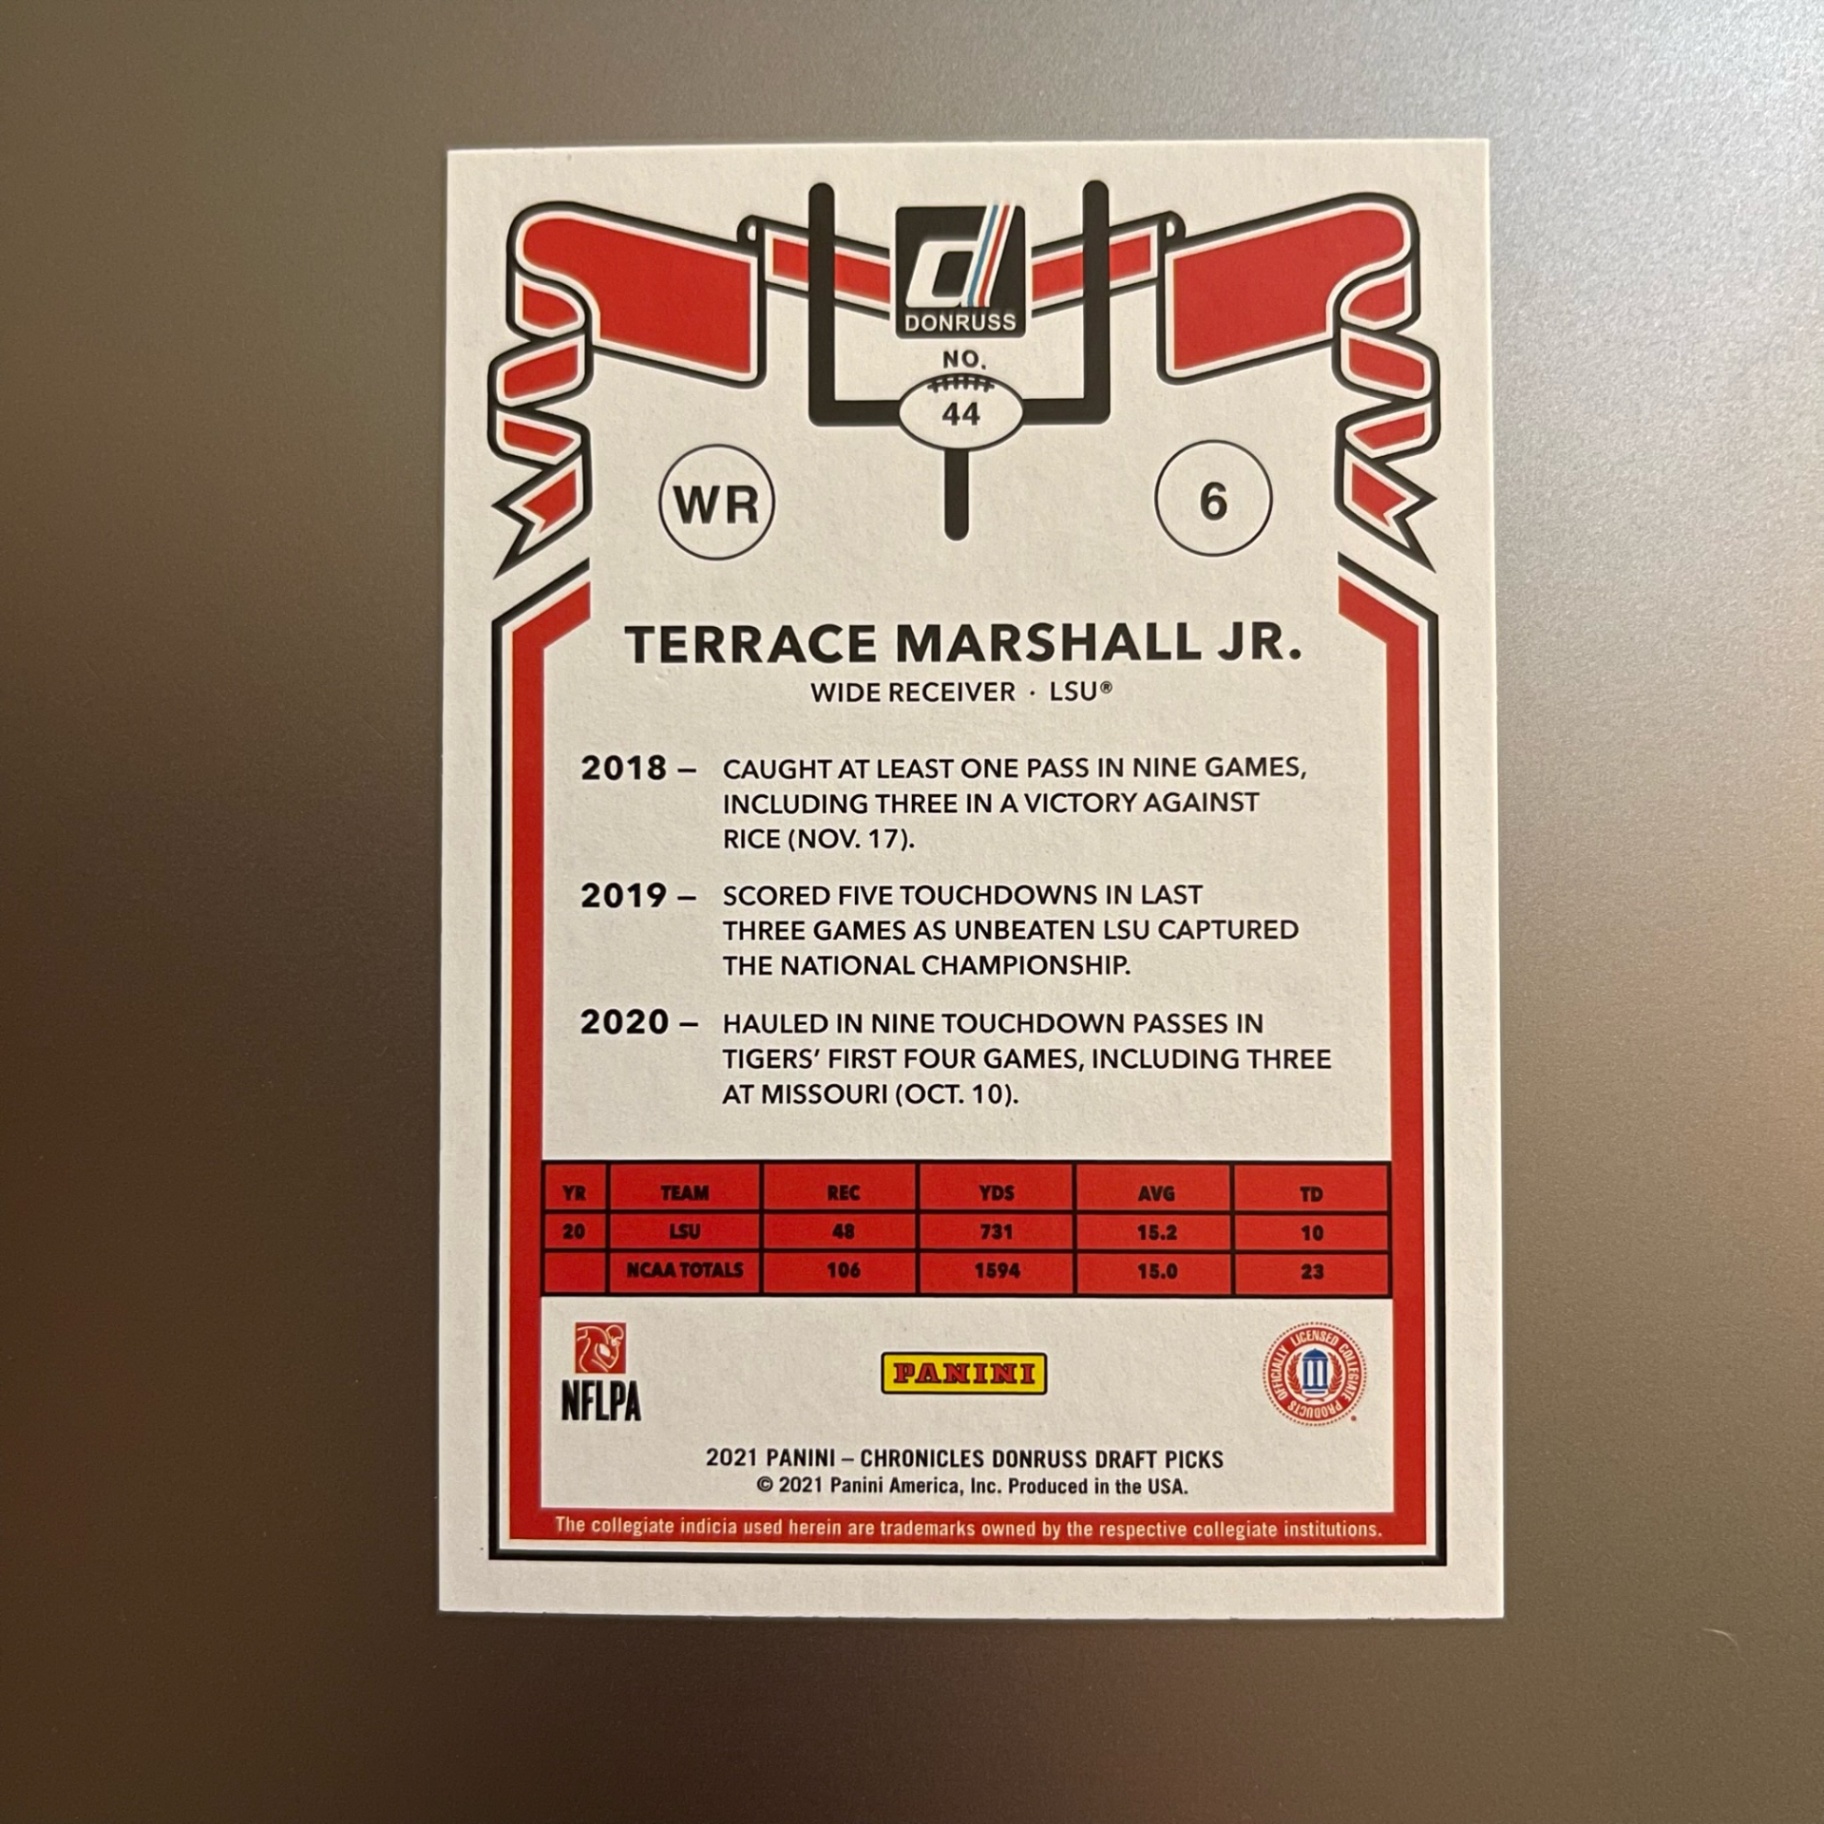 DONRUSS
NO.
44
WR
6
TERRACE MARSHALL JR.
WIDE RECEIVER · LSU®
2018 – CAUGHT AT LEAST ONE PASS IN NINE GAMES,
INCLUDING THREE IN A VICTORY AGAINST
RICE (NOV. 17).
2019 – SCORED FIVE TOUCHDOWNS IN LAST
THREE GAMES AS UNBEATEN LSU CAPTURED
THE NATIONAL CHAMPIONSHIP.
2020 – HAULED IN NINE TOUCHDOWN PASSES IN
TIGERS’ FIRST FOUR GAMES, INCLUDING THREE
AT MISSOURI (OCT. 10).
YR TEAM REC YDS AVG TD
20 LSU 48 731 15.2 10
NCAA TOTALS 106 1594 15.0 23
NFLPA
PANINI
OFFICIALLY LICENSED COLLEGIATE PRODUCTS
2021 PANINI – CHRONICLES DONRUSS DRAFT PICKS
© 2021 Panini America, Inc. Produced in the USA.
The collegiate indicia used herein are trademarks owned by the respective collegiate institutions.